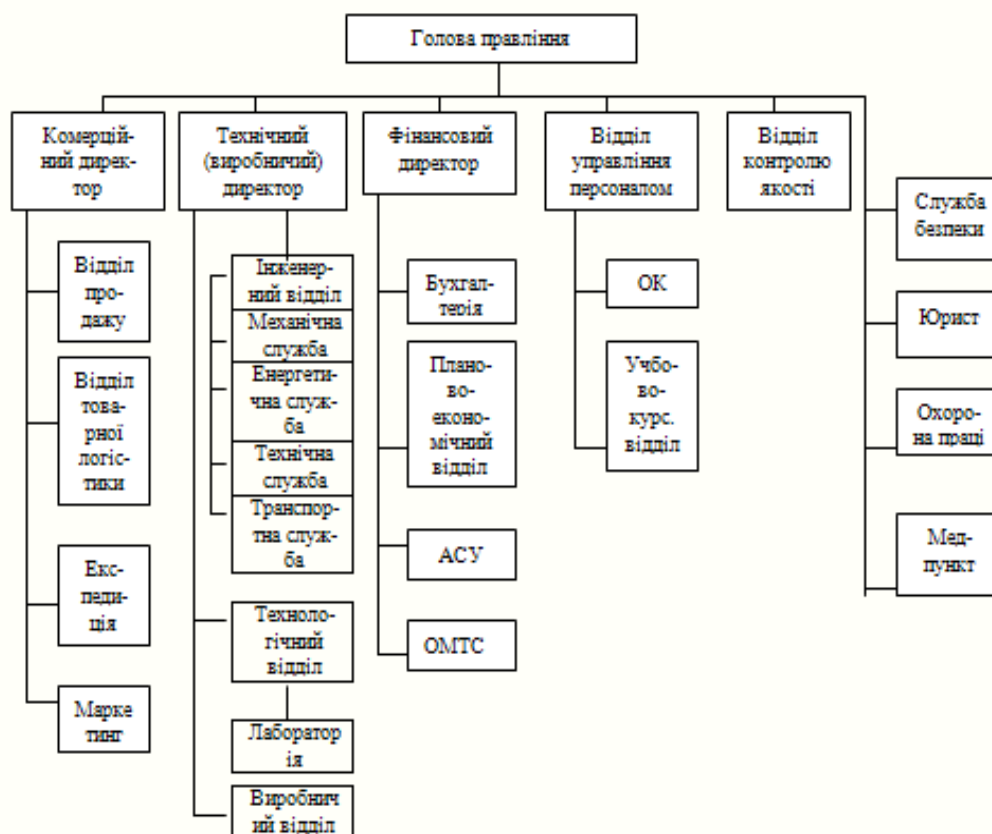 Голова правління
Комерцій-
ний дирек-
тор
Технічний
(виробничий)
директор
Фінансовий
директор
Відділ
управління
персоналом
Відділ
контролю
якості
Служба
безпеки
Юрист
Охоро-
на праці
Мед-
пункт
Відділ
про-
дажу
Відділ
това-
рної
логіс-
тики
Екс-
педи-
ція
Марке
тинг
Інженер-
ний відділ
Механічна
служба
Енергети-
чна служ-
ба
Технічна
служба
Транспор-
тна служ-
ба
Техноло-
гічний
відділ
Лаборатор
ія
Виробнич
ий відділ
Бухгал-
терія
Плано-
во-
еконо-
мічний
відділ
АСУ
ОМТС
ОК
Учбо-
во-
курс.
відділ